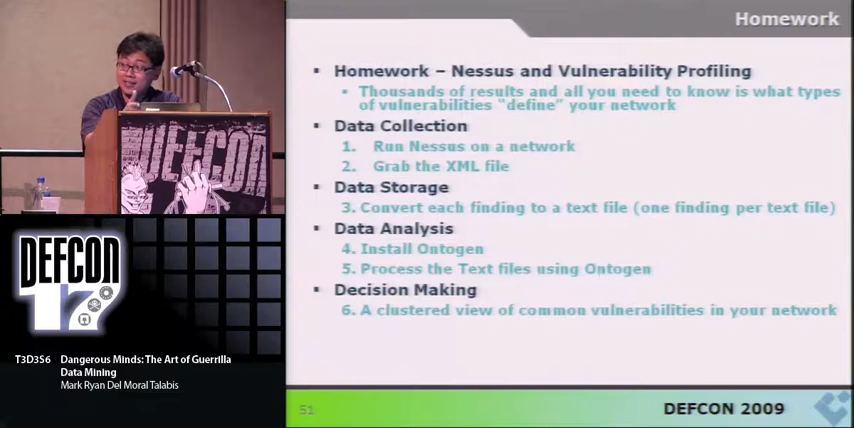 Homework
Homework – Nessus and Vulnerability Profiling
Thousands of results and all you need to know is what types
of vulnerabilities "define" your network
Data Collection
1. Run Nessus on a network
2. Grab the XML file
Data Storage
3. Convert each finding to a text file (one finding per text file)
Data Analysis
4. Install Ontogen
5. Process the Text files using Ontogen
Decision Making
6. A clustered view of common vulnerabilities in your network
51
DEFCON 2009
DEFCON
DEFCON
17
T3D3S6 Dangerous Minds: The Art of Guerrilla
Data Mining
Mark Ryan Del Moral Talabis